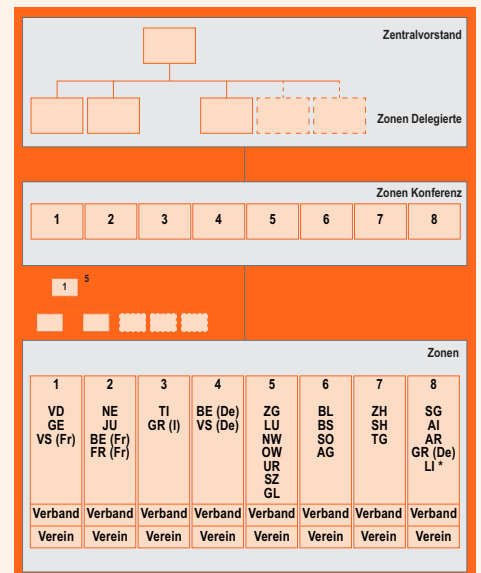 Zentralvorstand
Zonen Delegierte
Zonen Konferenz
1 2 3 4 5 6 7 8
1 5
Zonen
1 2 3 4 5 6 7 8
VD NE TI BE (De) ZG BL ZH SG
GE JU GR (I) VS (De) LU BS SH AI
VS (Fr) BE (Fr) NW SO TG AR
FR (Fr) OW AG GR (De)
UR LI *
SZ
GL
Verband Verband Verband Verband Verband Verband Verband Verband
Verein Verein Verein Verein Verein Verein Verein Verein